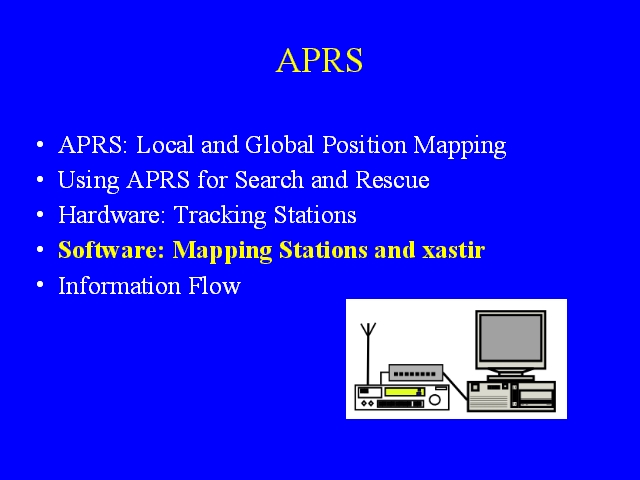 APRS
• APRS: Local and Global Position Mapping
• Using APRS for Search and Rescue
• Hardware: Tracking Stations
• Software: Mapping Stations and xastir
• Information Flow